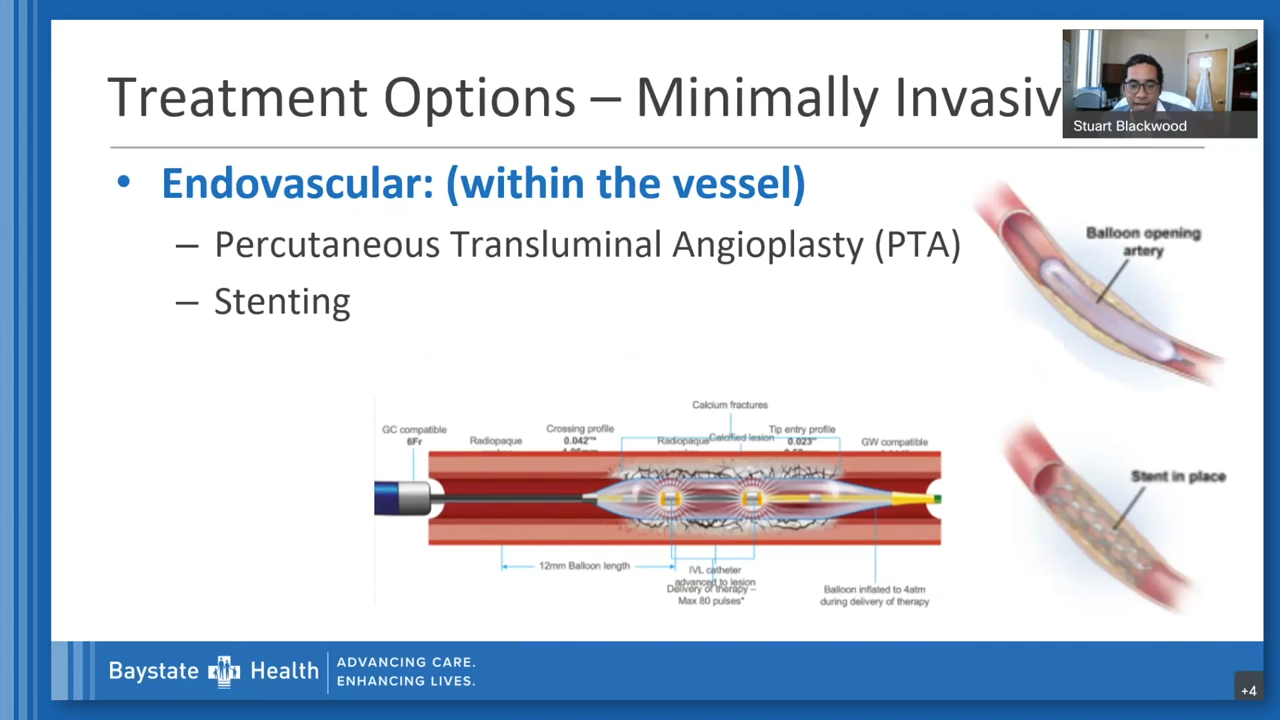 Treatment Options – Minimally Invasiv
Stuart Blackwood
• Endovascular: (within the vessel)
– Percutaneous Transluminal Angioplasty (PTA)
– Stenting
Balloon opening
artery
Calcium fractures
GC compatible
6Fr
Radiopaque
Crossing profile
0.042"
Radiopaque
Calcified lesion
Tip entry profile
0.023"
GW compatible
12mm Balloon length
IVL catheter
advanced to lesion
Delivery of therapy –
Max 80 pulses*
Balloon inflated to 4atm
during delivery of therapy
Stent in place
Baystate Health
ADVANCING CARE.
ENHANCING LIVES.
+4